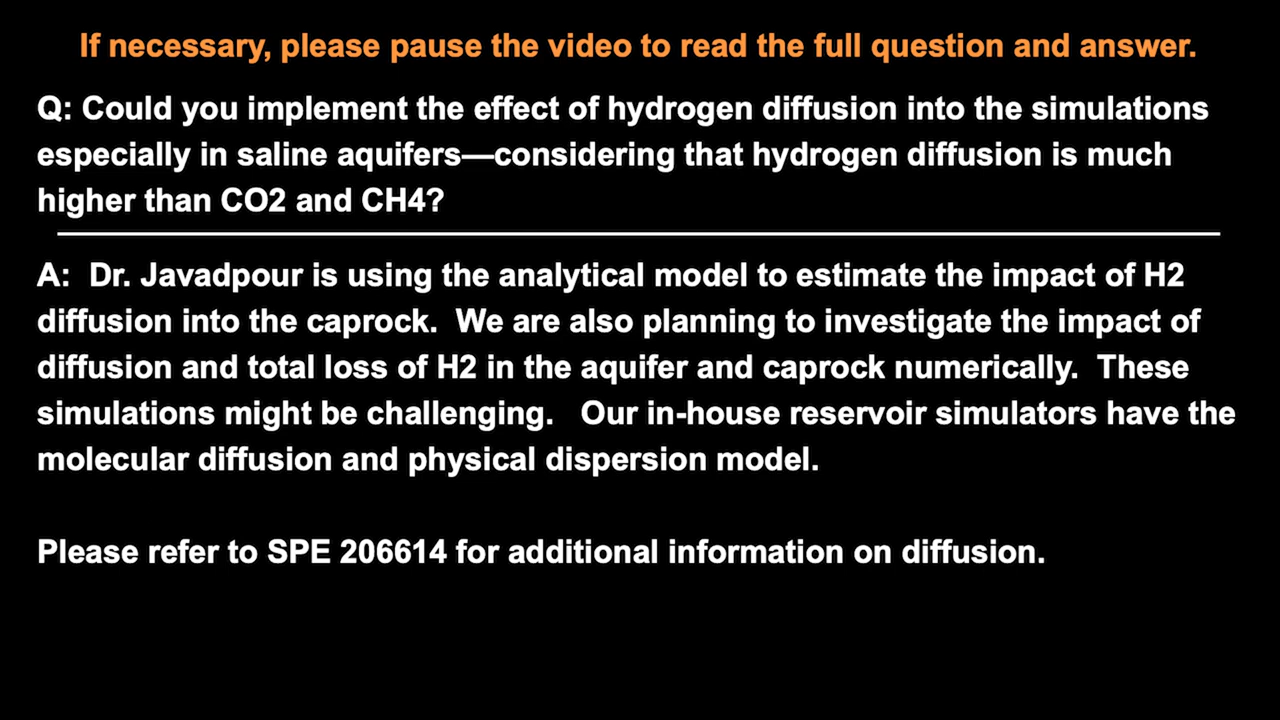 If necessary, please pause the video to read the full question and answer.
Q: Could you implement the effect of hydrogen diffusion into the simulations
especially in saline aquifers—considering that hydrogen diffusion is much
higher than CO2 and CH4?
A:  Dr. Javadpour is using the analytical model to estimate the impact of H2
diffusion into the caprock.  We are also planning to investigate the impact of
diffusion and total loss of H2 in the aquifer and caprock numerically.  These
simulations might be challenging.   Our in-house reservoir simulators have the
molecular diffusion and physical dispersion model.
Please refer to SPE 206614 for additional information on diffusion.